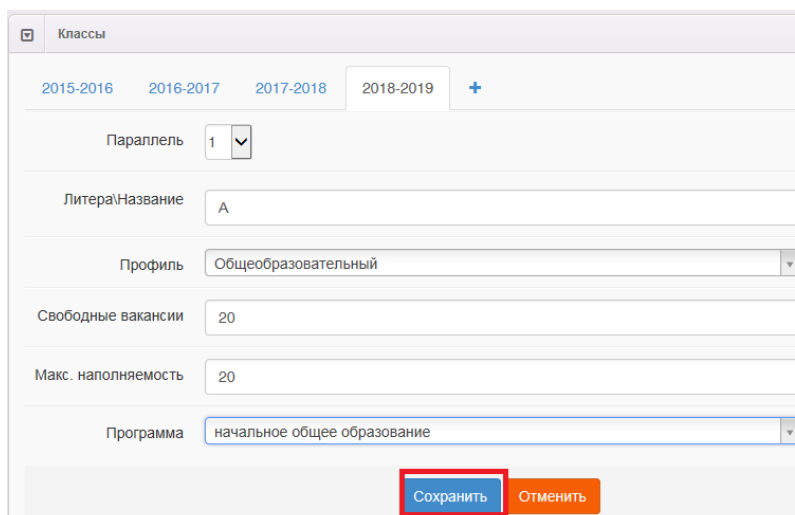 Классы
2015-2016 2016-2017 2017-2018 2018-2019 +
Параллель 1
Литера\Название А
Профиль Общеобразовательный
Свободные вакансии 20
Макс. наполняемость 20
Программа начальное общее образование
Сохранить Отменить